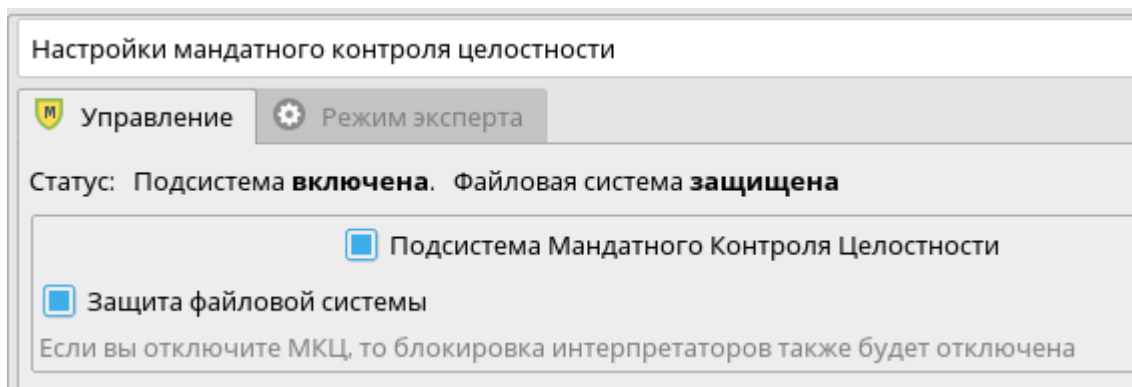 Настройки мандатного контроля целостности
M Управление Режим эксперта
Статус: Подсистема включена. Файловая система защищена
Подсистема Мандатного Контроля Целостности
Защита файловой системы
Если вы отключите МКЦ, то блокировка интерпретаторов также будет отключена